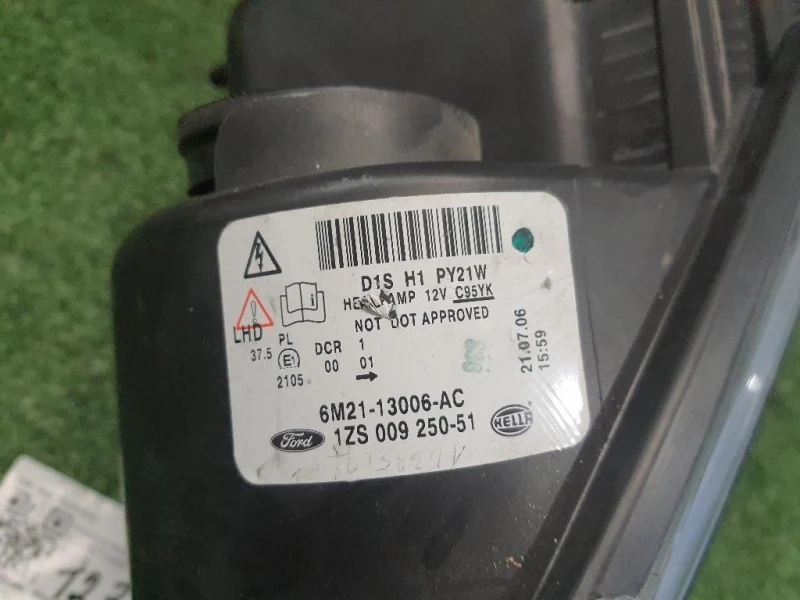 D1S H1 PY21W
12V C95YK
NOT DOT APPROVED
LHD
37.5
PL
E1
2105
DCR 1
00 01
21.07.06
15:59
6M21-13006-AC
Ford
1ZS 009 250-51
HELLA